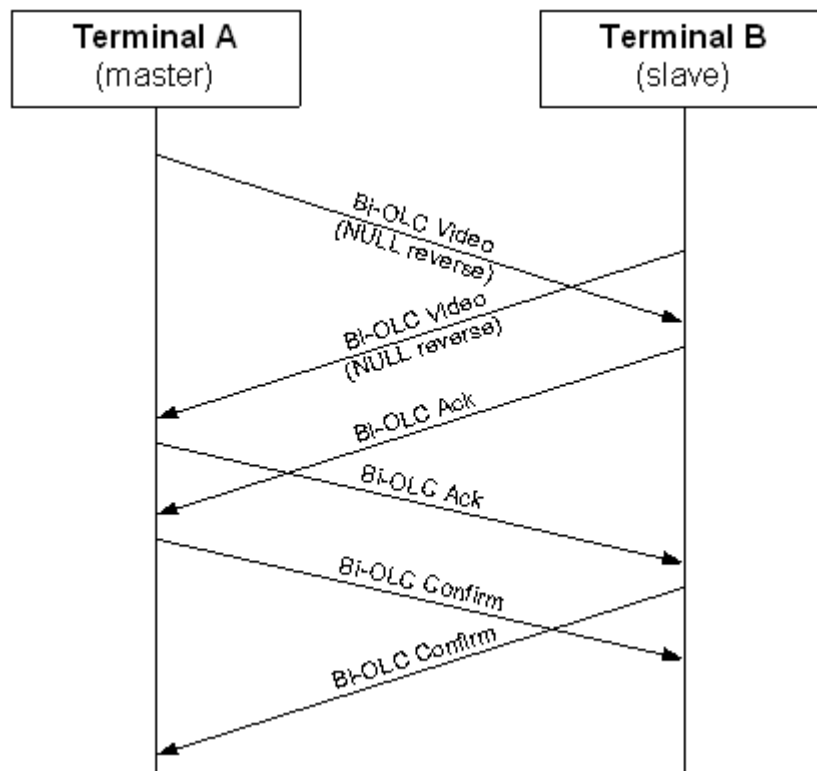 Terminal A
(master)
Terminal B
(slave)
Bi-OLC Video
(NULL reverse)
Bi-OLC Video
(NULL reverse)
Bi-OLC Ack
Bi-OLC Ack
Bi-OLC Confirm
Bi-OLC Confirm